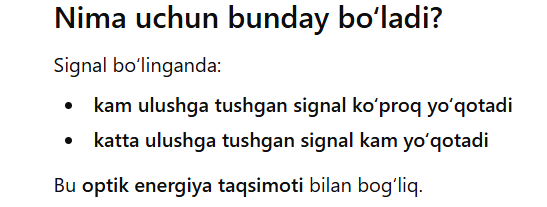 Nima uchun bunday bo‘ladi?
Signal bo‘linganda:
• kam ulushga tushgan signal ko‘proq yo‘qotadi
• katta ulushga tushgan signal kam yo‘qotadi
Bu optik energiya taqsimoti bilan bog‘liq.